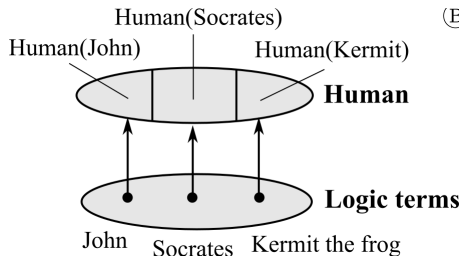 Human(Socrates)
(B
Human(John)
Human(Kermit)
Human
Logic terms
John
Socrates
Kermit the frog